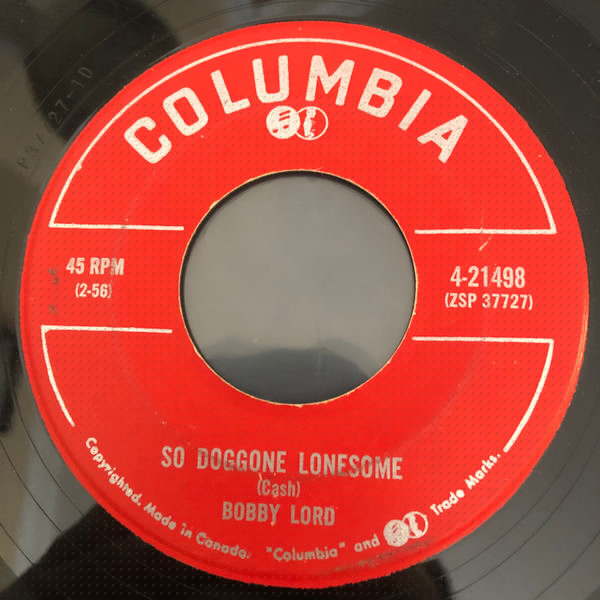 COLUMBIA
45 RPM
(2-56)
4-21498
(ZSP 37727)
SO DOGGONE LONESOME
(Cash)
BOBBY LORD
Copyrighted. Made in Canada. "Columbia" and Trade Marks.